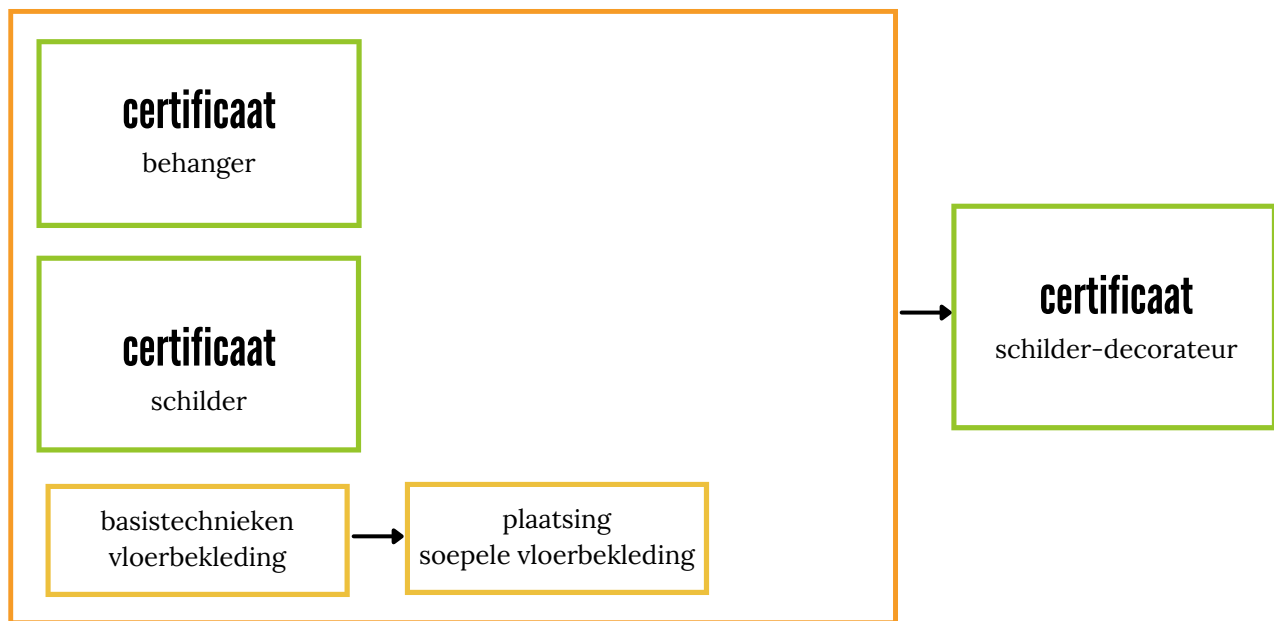 certificaat
behanger
certificaat
schilder
basistechnieken
vloerbekleding
plaatsing
soepele vloerbekleding
certificaat
schilder-decorateur